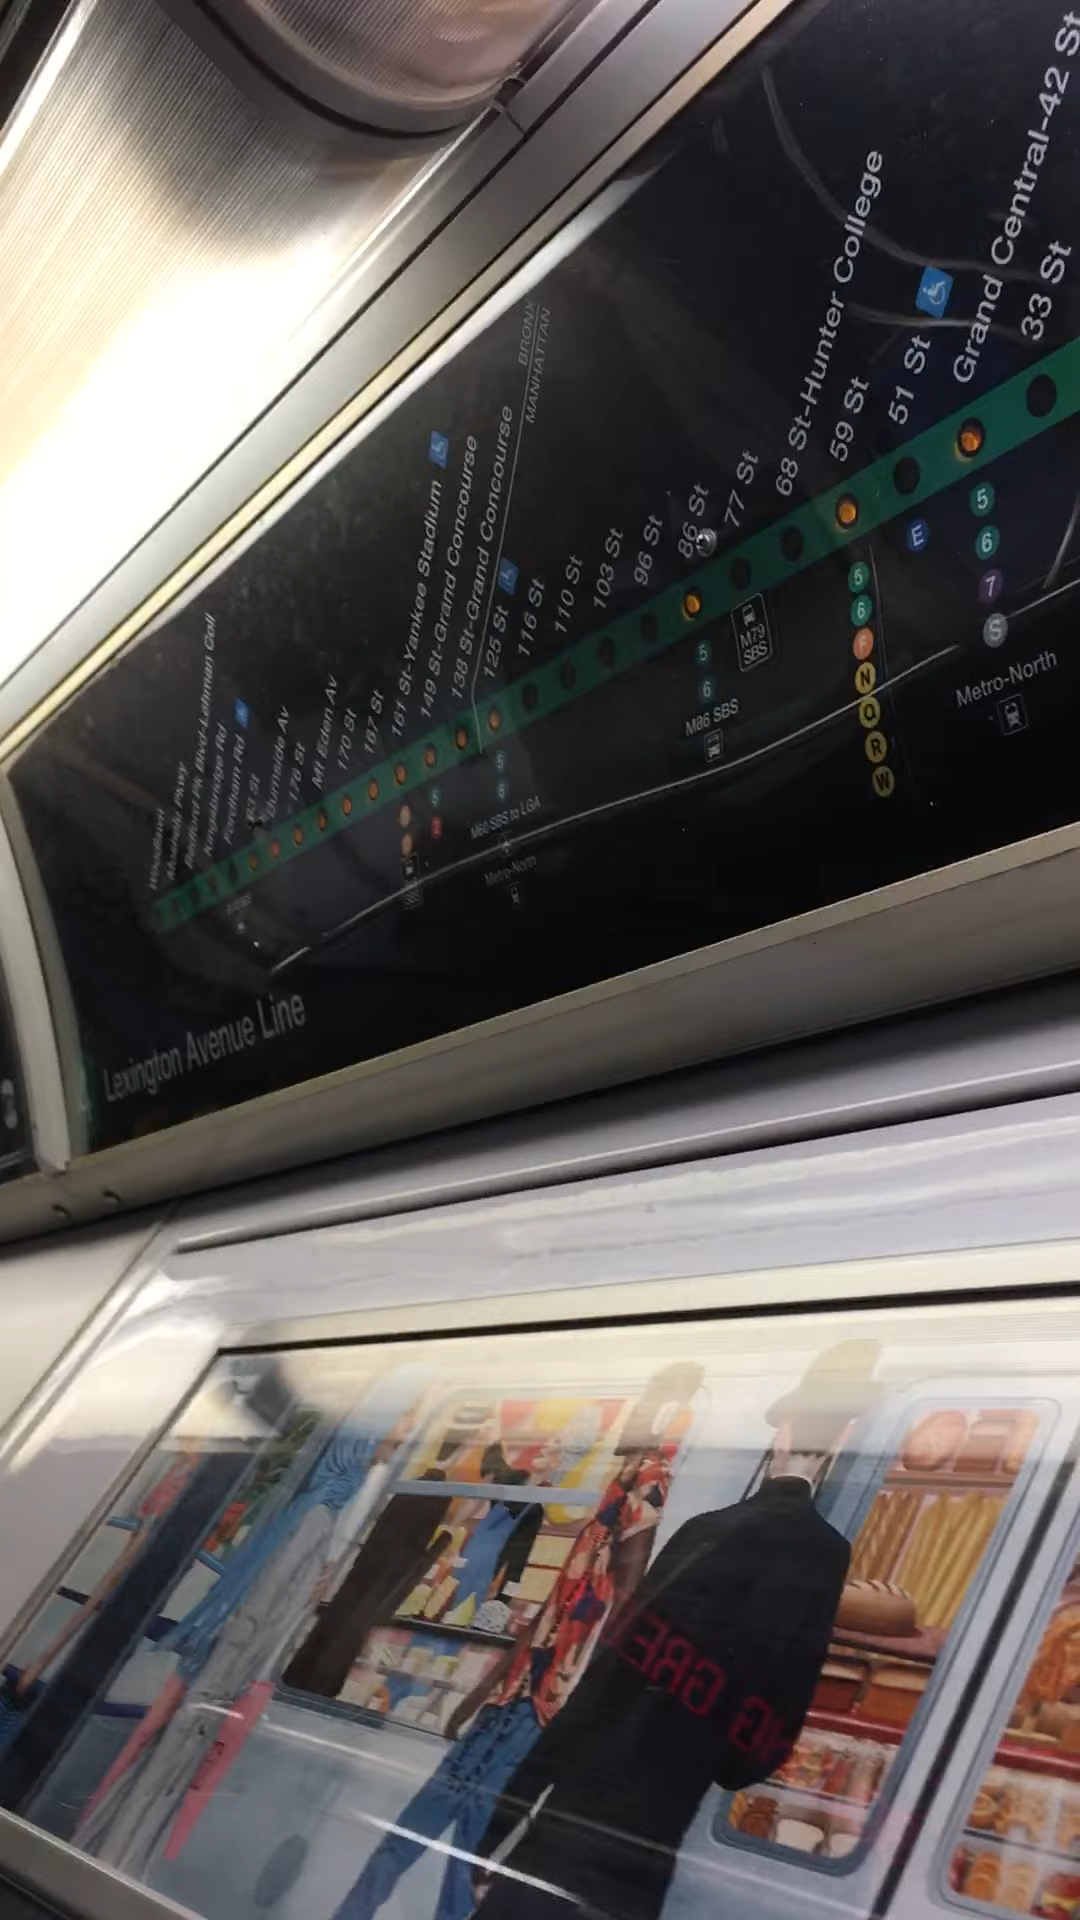 Woodlawn
Mosholu Pkwy
Bedford Pk Blvd-Lehman Coll
Kingsbridge Rd
Fordham Rd
183 St
Burnside Av
176 St
Mt Eden Av
170 St
167 St
161 St-Yankee Stadium
149 St-Grand Concourse
138 St-Grand Concourse
BRONX
MANHATTAN
125 St
116 St
110 St
103 St
96 St
86 St
77 St
68 St-Hunter College
59 St
51 St
Grand Central-42 St
33 St
5
6
M60 SBS to LGA
Metro-North
5
6
M86 SBS
M79
SBS
5
6
F
N
Q
R
W
E
5
6
7
S
Metro-North
Lexington Avenue Line